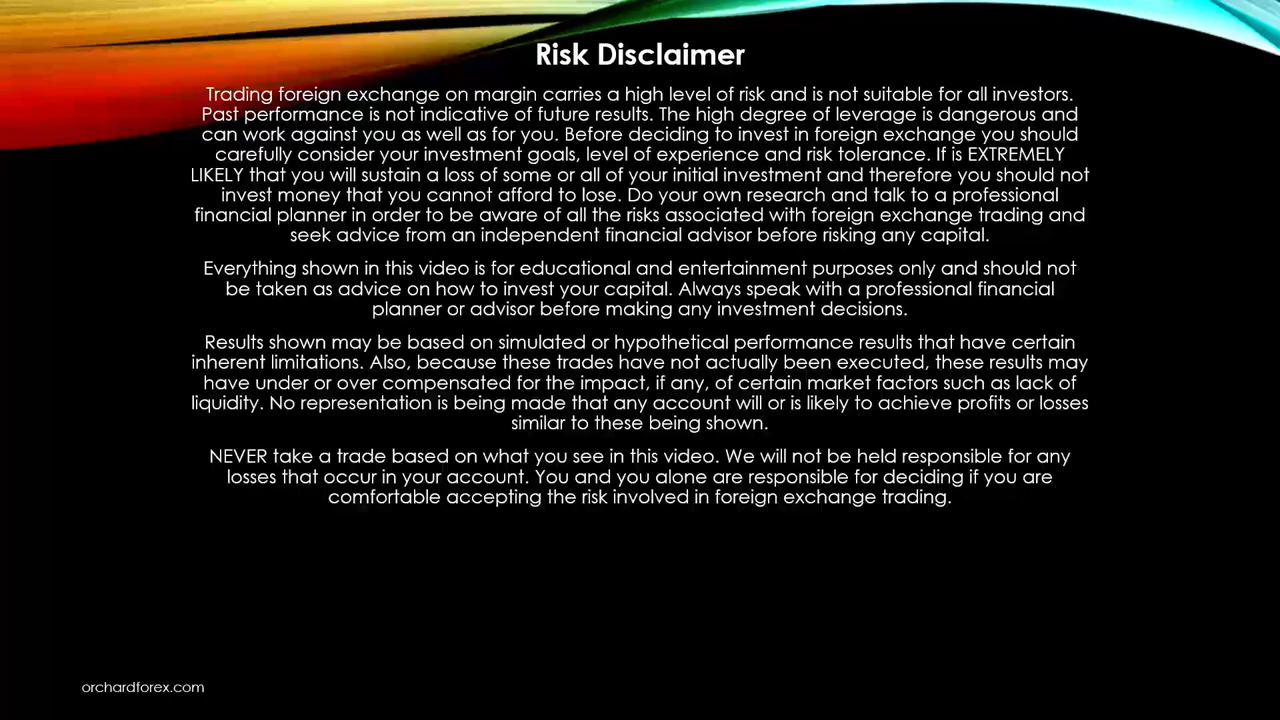 Risk Disclaimer
Trading foreign exchange on margin carries a high level of risk and is not suitable for all investors.
Past performance is not indicative of future results. The high degree of leverage is dangerous and
can work against you as well as for you. Before deciding to invest in foreign exchange you should
carefully consider your investment goals, level of experience and risk tolerance. If is EXTREMELY
LIKELY that you will sustain a loss of some or all of your initial investment and therefore you should not
invest money that you cannot afford to lose. Do your own research and talk to a professional
financial planner in order to be aware of all the risks associated with foreign exchange trading and
seek advice from an independent financial advisor before risking any capital.
Everything shown in this video is for educational and entertainment purposes only and should not
be taken as advice on how to invest your capital. Always speak with a professional financial
planner or advisor before making any investment decisions.
Results shown may be based on simulated or hypothetical performance results that have certain
inherent limitations. Also, because these trades have not actually been executed, these results may
have under or over compensated for the impact, if any, of certain market factors such as lack of
liquidity. No representation is being made that any account will or is likely to achieve profits or losses
similar to these being shown.
NEVER take a trade based on what you see in this video. We will not be held responsible for any
losses that occur in your account. You and you alone are responsible for deciding if you are
comfortable accepting the risk involved in foreign exchange trading.
orchardforex.com